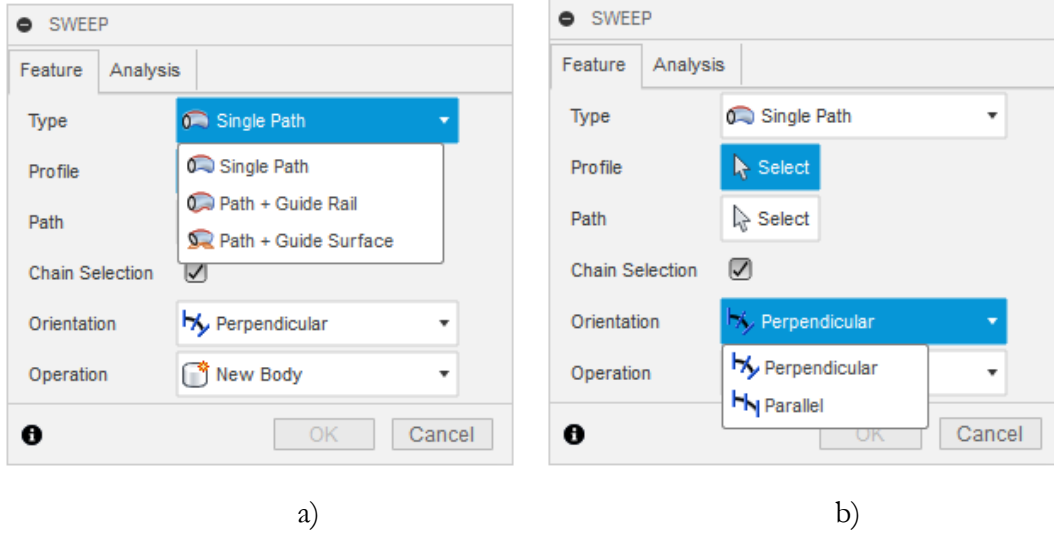 SWEEP
Feature Analysis
Type Single Path
Single Path
Profile
Path + Guide Rail
Path
Path + Guide Surface
Chain Selection
Orientation Perpendicular
Operation New Body
OK Cancel
a)
SWEEP
Feature Analysis
Type Single Path
Profile Select
Path Select
Chain Selection
Orientation Perpendicular
Perpendicular
Operation
Parallel
OK Cancel
b)